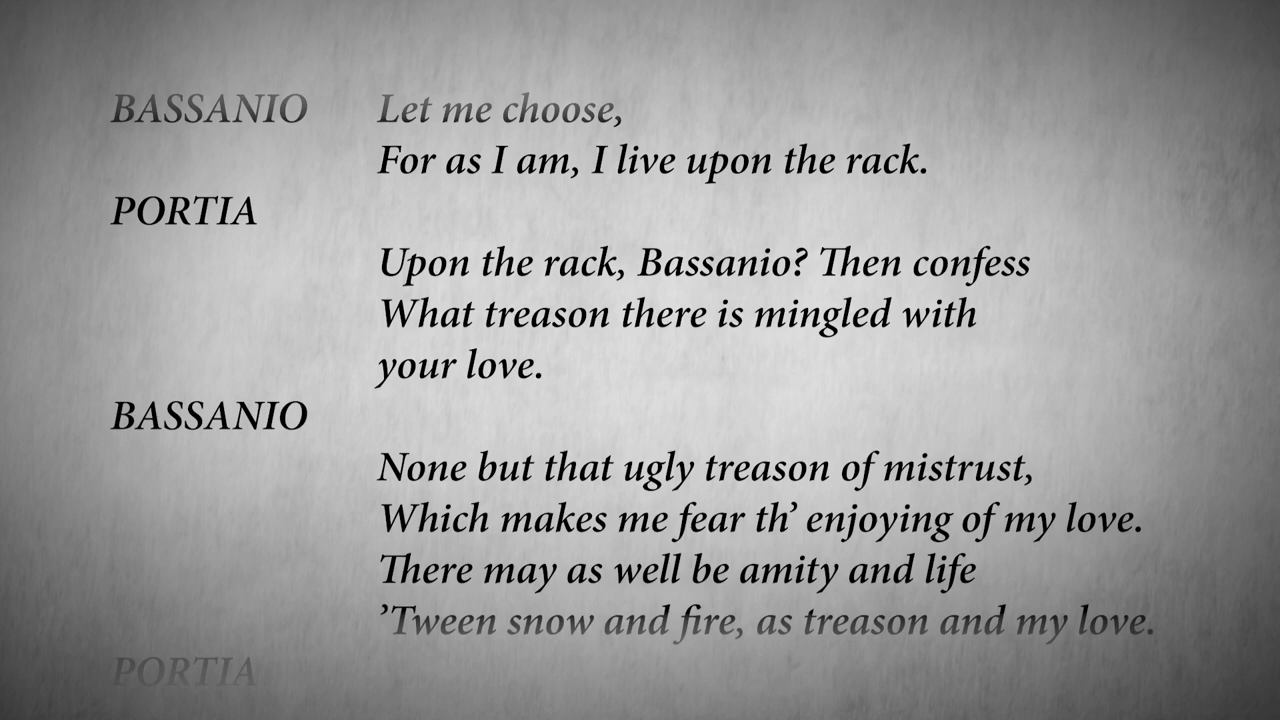 BASSANIO Let me choose,
For as I am, I live upon the rack.
PORTIA
Upon the rack, Bassanio? Then confess
What treason there is mingled with
your love.
BASSANIO
None but that ugly treason of mistrust,
Which makes me fear th’ enjoying of my love.
There may as well be amity and life
’Tween snow and fire, as treason and my love.
PORTIA